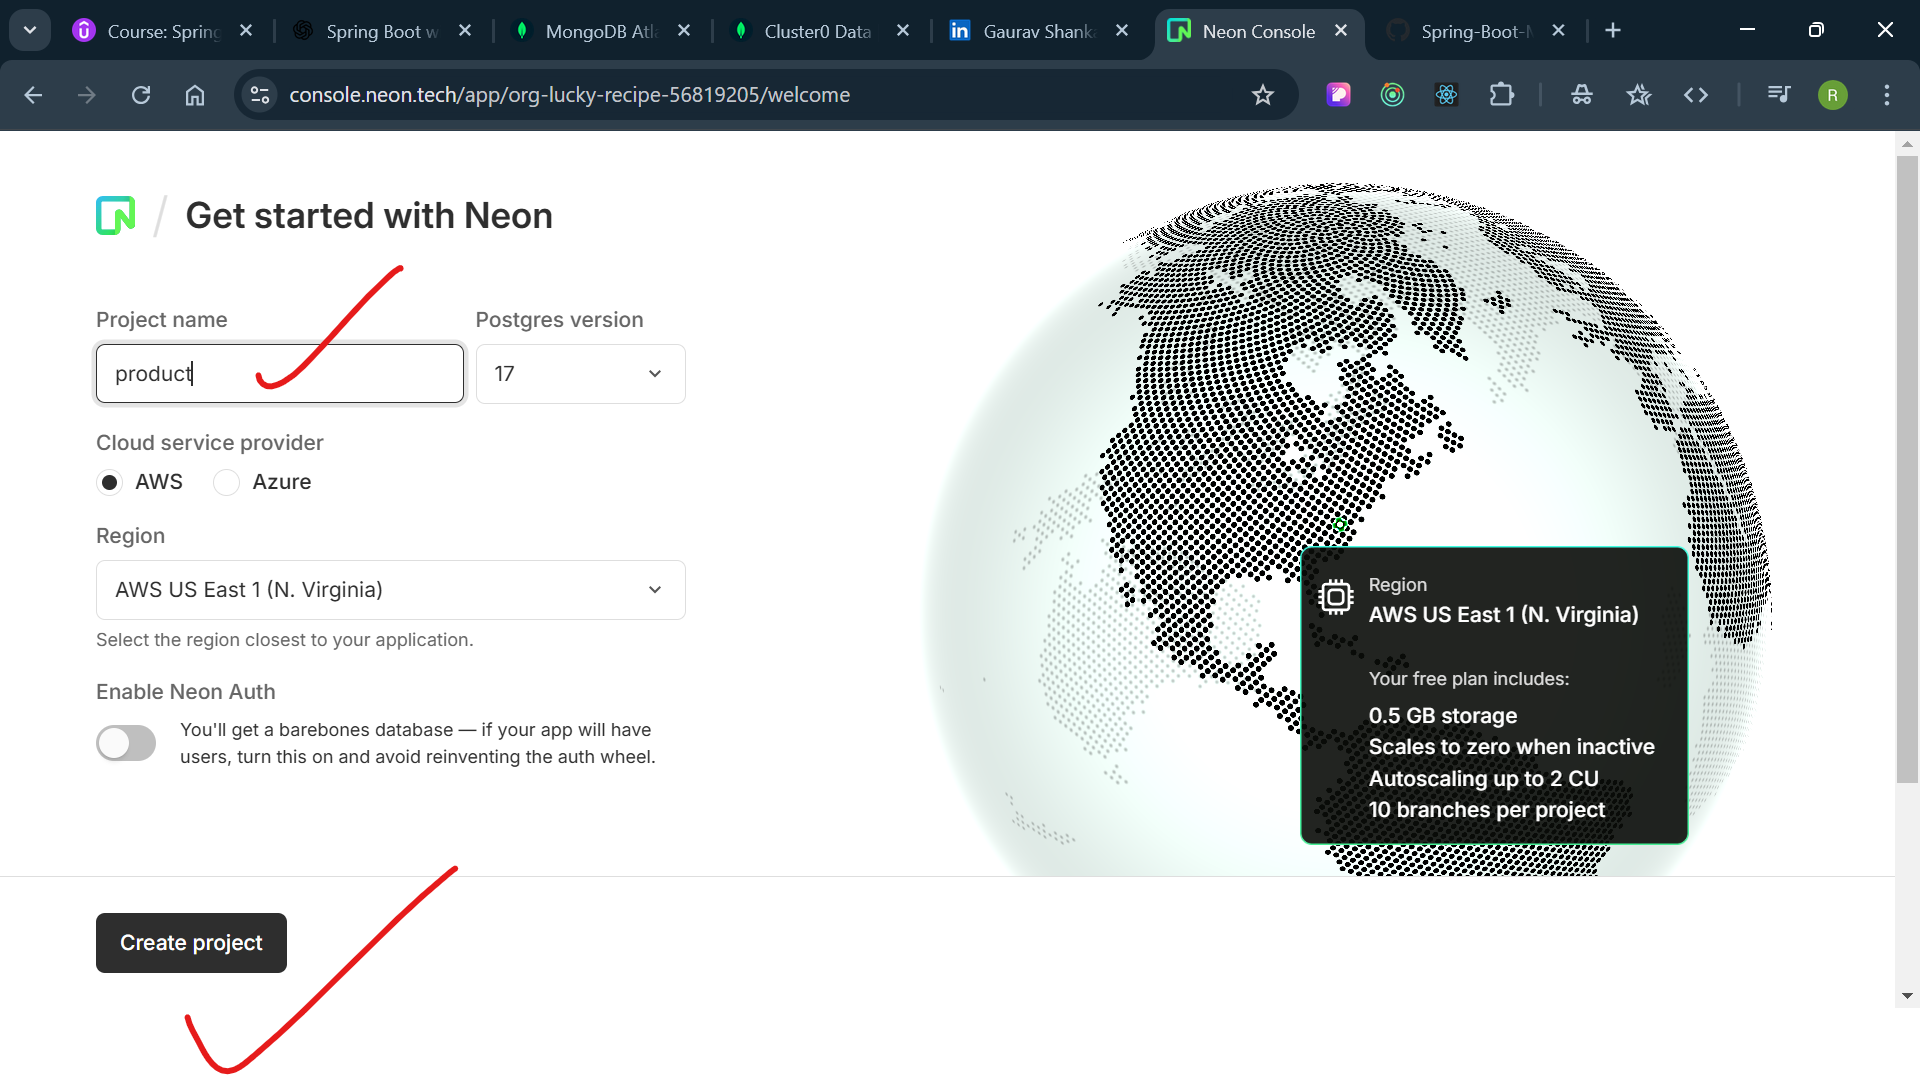 Course: Spring
Spring Boot w
MongoDB Atla
Cluster0 Data
in
Gaurav Shanka
Neon Console
Spring-Boot-M
console.neon.tech/app/org-lucky-recipe-56819205/welcome
R
Get started with Neon
Project name
Postgres version
product
17
Cloud service provider
AWS
Azure
Region
AWS US East 1 (N. Virginia)
Select the region closest to your application.
Enable Neon Auth
You'll get a barebones database — if your app will have
users, turn this on and avoid reinventing the auth wheel.
Region
AWS US East 1 (N. Virginia)
Your free plan includes:
0.5 GB storage
Scales to zero when inactive
Autoscaling up to 2 CU
10 branches per project
Create project